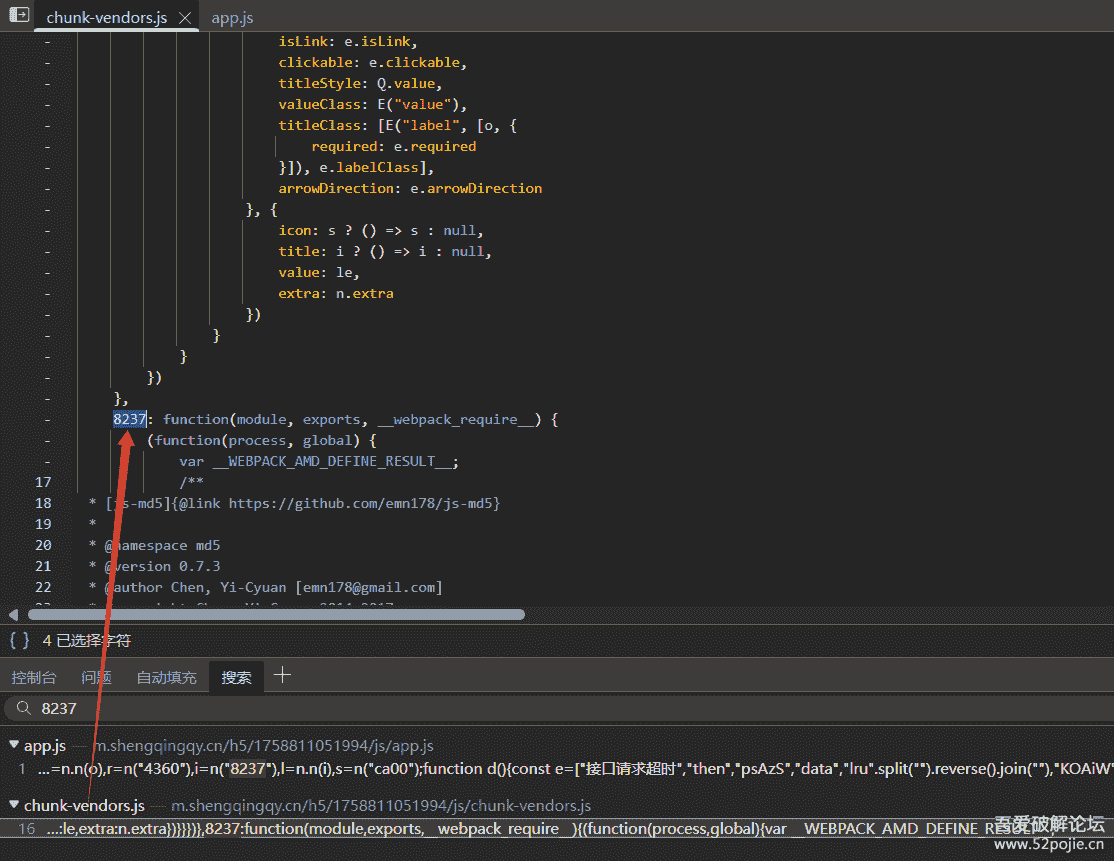 chunk-vendors.js
app.js
isLink: e.isLink,
clickable: e.clickable,
titleStyle: Q.value,
valueClass: E("value"),
titleClass: [E("label", [o, {
required: e.required
}]), e.labelClass],
arrowDirection: e.arrowDirection
}, {
icon: s ? () => s : null,
title: i ? () => i : null,
value: le,
extra: n.extra
})
}
}
})
},
8237: function(module, exports, __webpack_require__) {
(function(process, global) {
var __WEBPACK_AMD_DEFINE_RESULT__;
17 /**
18 * [js-md5]{@link https://github.com/emn178/js-md5}
19 *
20 * @namespace md5
21 * @version 0.7.3
22 * @author Chen, Yi-Cyuan [emn178@gmail.com]
{ } 4 已选择字符
控制台 问题 自动填充 搜索
8237
app.js — m.shengqingqy.cn/h5/1758811051994/js/app.js
1 ...=n.n(o),r=n("4360"),i=n("8237"),l=n.n(i),s=n("ca00");function d(){const e=["接口请求超时","then","psAzS","data","lru".split("").reverse().join(""),"KOAiW"
chunk-vendors.js — m.shengqingqy.cn/h5/1758811051994/js/chunk-vendors.js
16 ...:le,extra:n.extra})}}})},8237:function(module,exports,__webpack_require__){(function(process,global){var __WEBPACK_AMD_DEFINE_RESULT__
吾爱破解论坛
www.52pojie.cn